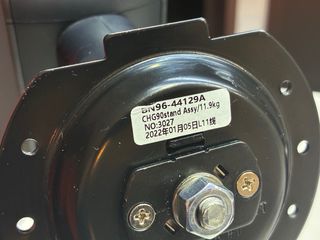 BN96-44129A
CHG90stand Assy/11.9kg
NO:3027
2022年01月05日L11線